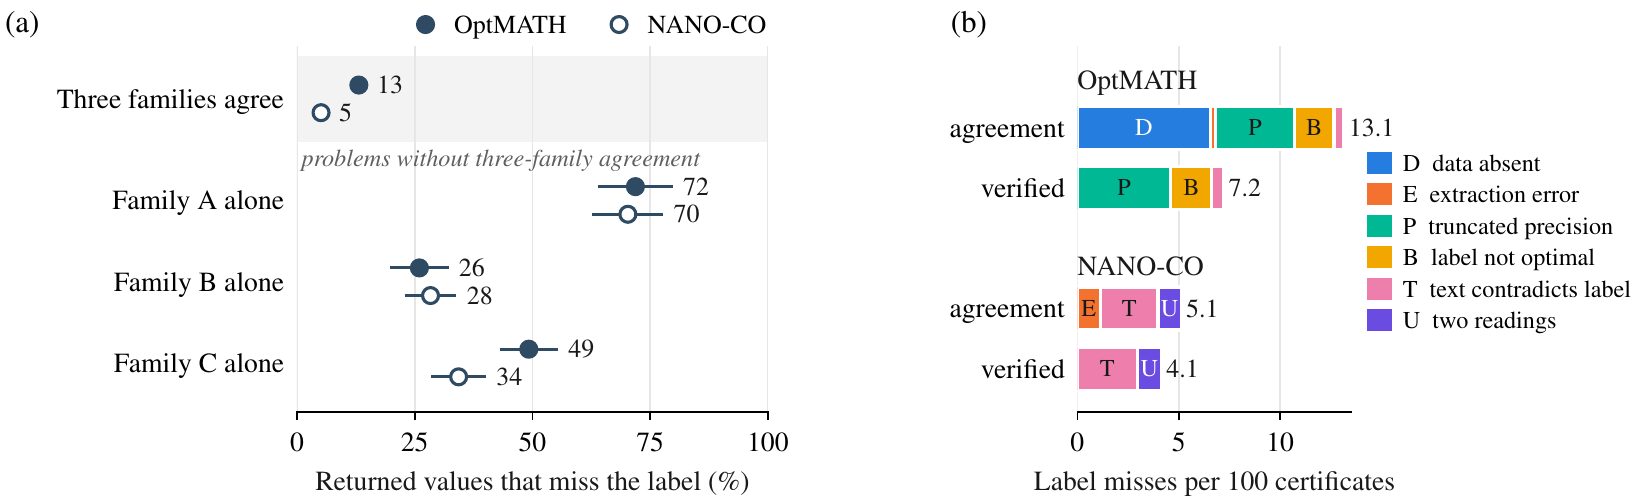 (a)
OptMATH
NANO-CO
Three families agree
13
5
problems without three-family agreement
Family A alone
72
70
Family B alone
26
28
Family C alone
49
34
0 25 50 75 100
Returned values that miss the label (%)
(b)
OptMATH
agreement
D P B 13.1
verified
P B 7.2
NANO-CO
agreement
E T U 5.1
verified
T U 4.1
0 5 10
Label misses per 100 certificates
D data absent
E extraction error
P truncated precision
B label not optimal
T text contradicts label
U two readings